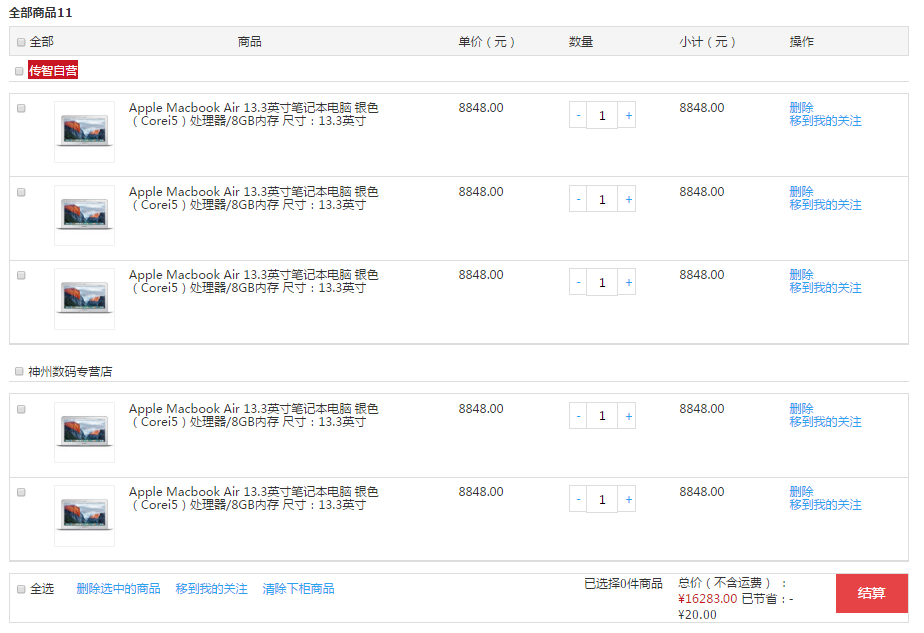 全部商品11
全部 商品 单价（元） 数量 小计（元） 操作
传智自营
Apple Macbook Air 13.3英寸笔记本电脑 银色 8848.00 - 1 + 8848.00 删除
（Corei5）处理器/8GB内存 尺寸：13.3英寸 移到我的关注
Apple Macbook Air 13.3英寸笔记本电脑 银色 8848.00 - 1 + 8848.00 删除
（Corei5）处理器/8GB内存 尺寸：13.3英寸 移到我的关注
Apple Macbook Air 13.3英寸笔记本电脑 银色 8848.00 - 1 + 8848.00 删除
（Corei5）处理器/8GB内存 尺寸：13.3英寸 移到我的关注
神州数码专营店
Apple Macbook Air 13.3英寸笔记本电脑 银色 8848.00 - 1 + 8848.00 删除
（Corei5）处理器/8GB内存 尺寸：13.3英寸 移到我的关注
Apple Macbook Air 13.3英寸笔记本电脑 银色 8848.00 - 1 + 8848.00 删除
（Corei5）处理器/8GB内存 尺寸：13.3英寸 移到我的关注
全选 删除选中的商品 移到我的关注 清除下柜商品 已选择0件商品 总价（不含运费）：
¥16283.00 已节省：-
¥20.00
结算